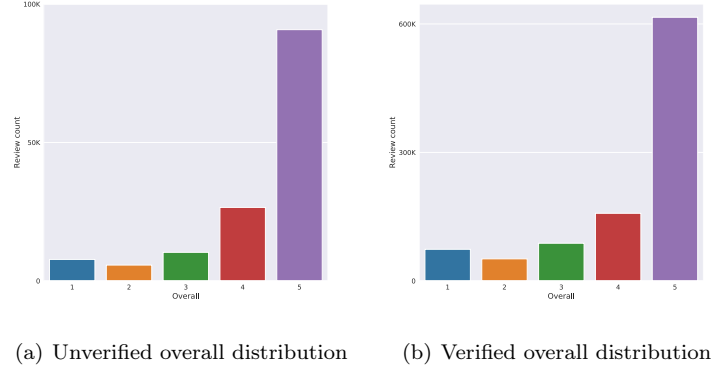 100K
50K
0
Review count
1 2 3 4 5
Overall
(a) Unverified overall distribution
600K
300K
0
Review count
1 2 3 4 5
Overall
(b) Verified overall distribution